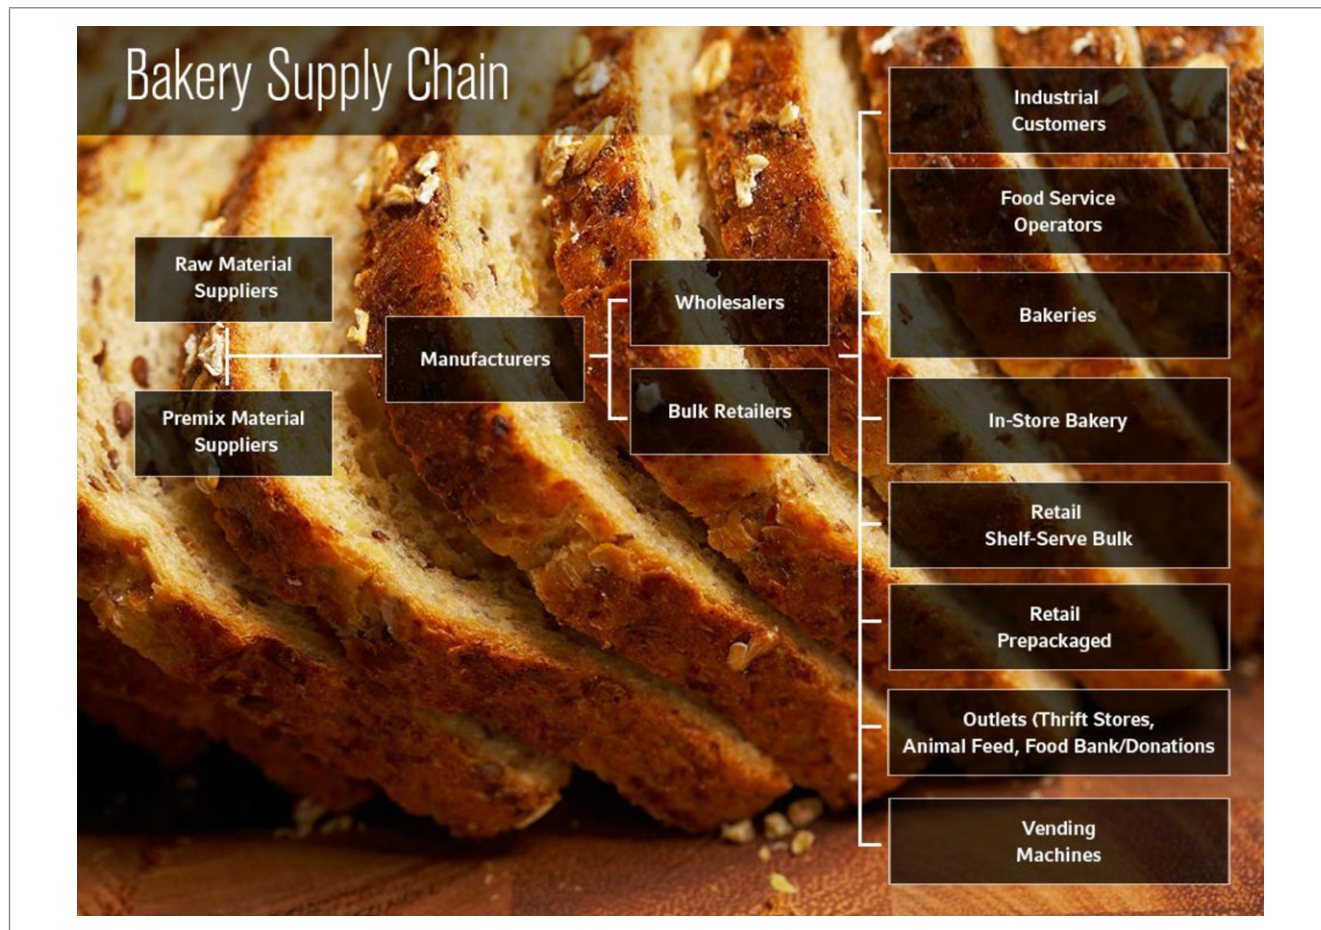 Bakery Supply Chain
Raw Material
Suppliers
Premix Material
Suppliers
Manufacturers
Wholesalers
Bulk Retailers
Industrial
Customers
Food Service
Operators
Bakeries
In-Store Bakery
Retail
Shelf-Serve Bulk
Retail
Prepackaged
Outlets (Thrift Stores,
Animal Feed, Food Bank/Donations
Vending
Machines